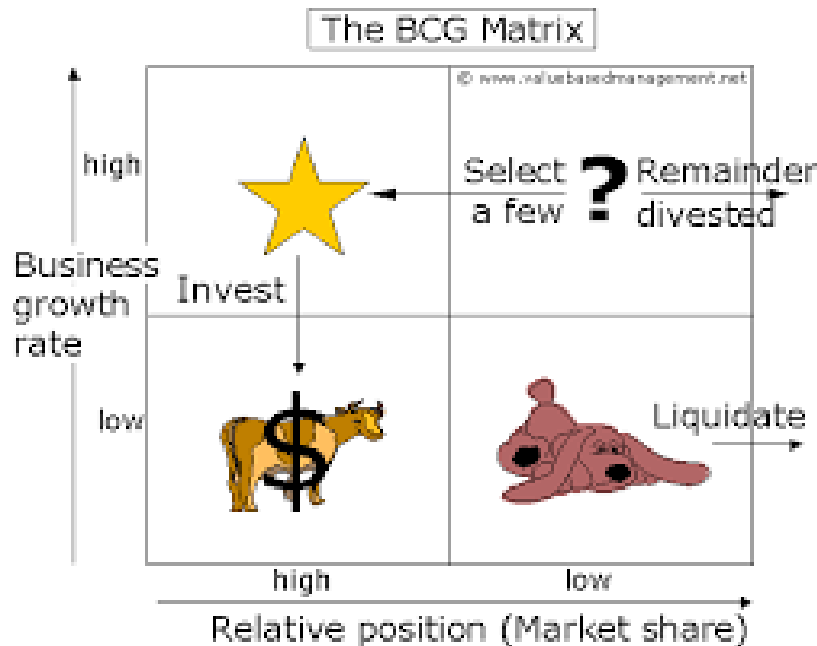 The BCG Matrix
© www.valuebasedmanagement.net
high
Select
a few
?
Remainder
divested
Business
growth
rate
Invest
low
$
Liquidate
high
low
Relative position (Market share)